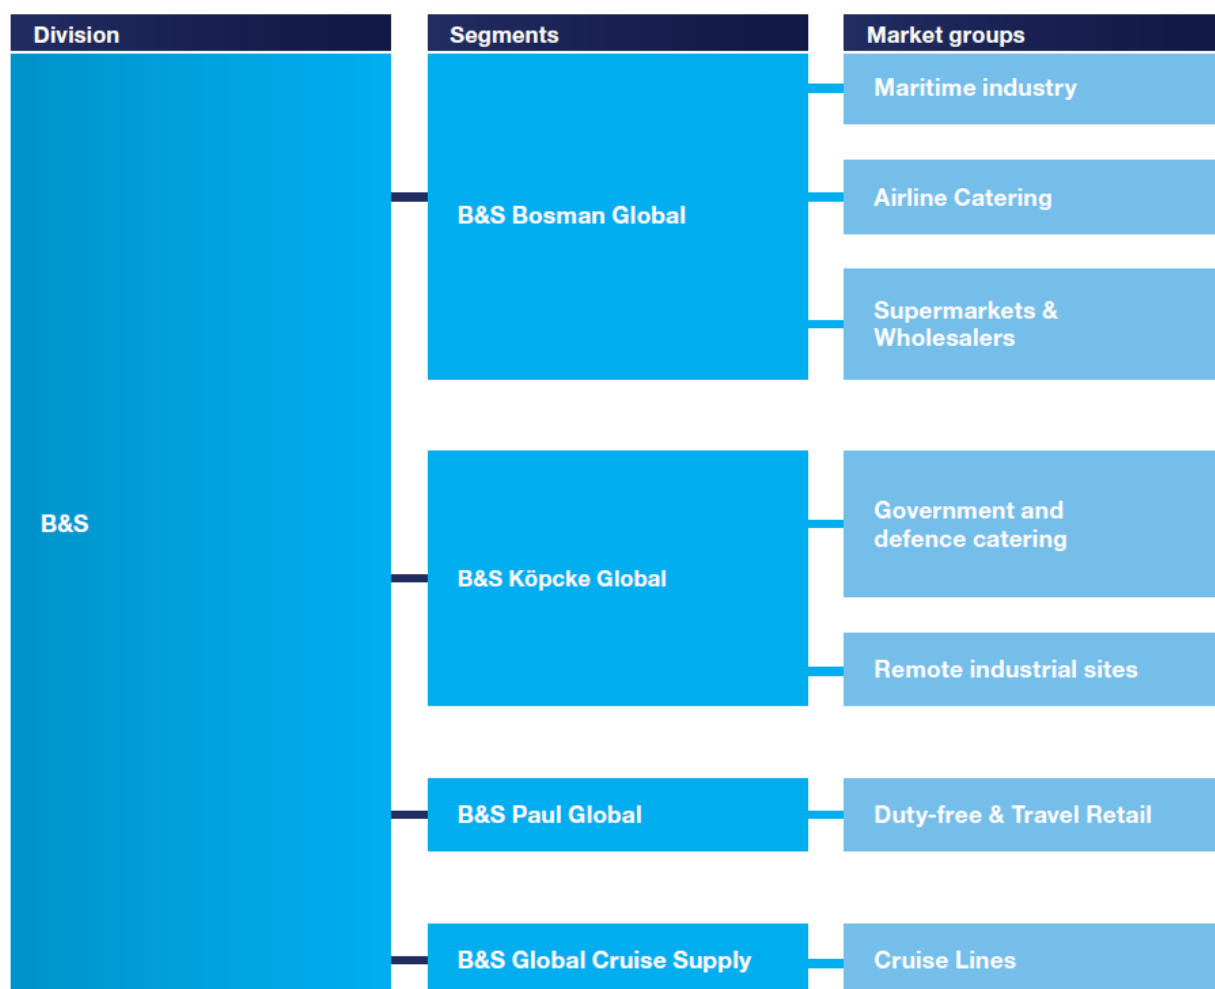 Division
Segments
Market groups
B&S
B&S Bosman Global
Maritime industry
Airline Catering
Supermarkets &
Wholesalers
B&S Köpcke Global
Government and
defence catering
Remote industrial sites
B&S Paul Global
Duty-free & Travel Retail
B&S Global Cruise Supply
Cruise Lines